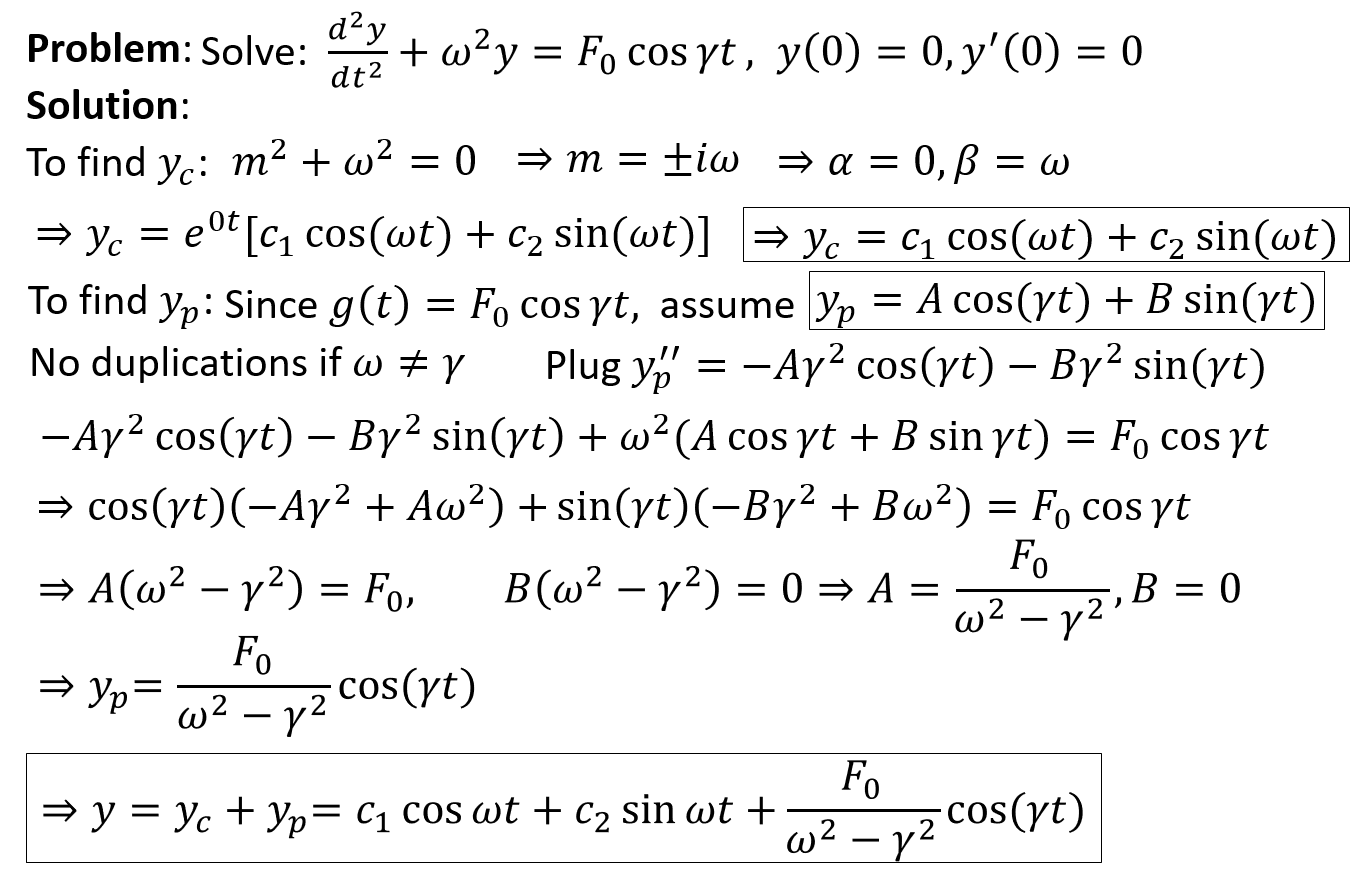 Problem: Solve: d²y/dt² + ω²y = F₀ cos γt , y(0) = 0, y′(0) = 0
Solution:
To find y_c: m² + ω² = 0 ⇒ m = ±iω ⇒ α = 0, β = ω
⇒ y_c = e^{0t}[c₁ cos(ωt) + c₂ sin(ωt)] ⇒ y_c = c₁ cos(ωt) + c₂ sin(ωt)
To find y_p: Since g(t) = F₀ cos γt, assume y_p = A cos(γt) + B sin(γt)
No duplications if ω ≠ γ Plug y_p″ = −Aγ² cos(γt) − Bγ² sin(γt)
−Aγ² cos(γt) − Bγ² sin(γt) + ω²(A cos γt + B sin γt) = F₀ cos γt
⇒ cos(γt)(−Aγ² + Aω²) + sin(γt)(−Bγ² + Bω²) = F₀ cos γt
⇒ A(ω² − γ²) = F₀, B(ω² − γ²) = 0 ⇒ A = F₀/(ω² − γ²), B = 0
⇒ y_p= F₀/(ω² − γ²) cos(γt)
⇒ y = y_c + y_p= c₁ cos ωt + c₂ sin ωt + F₀/(ω² − γ²) cos(γt)